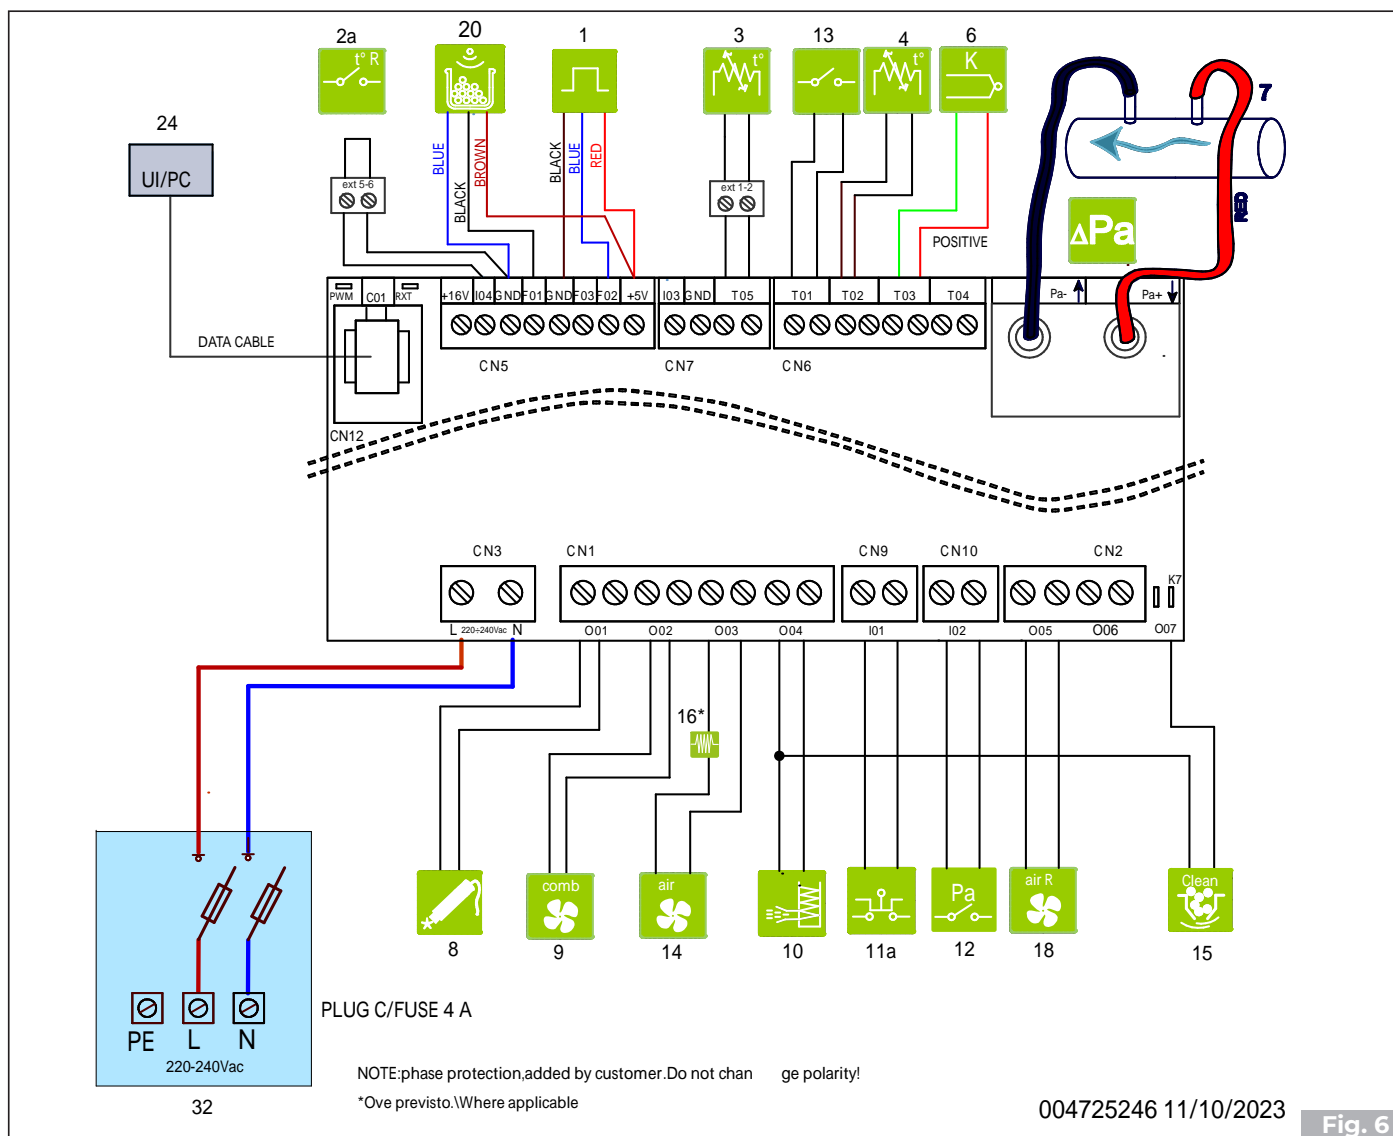 2a
20
1
3
13
4
6
t° R
t°
t°
K
7
24
UI/PC
BLUE
BLACK
BROWN
BLACK
BLUE
RED
ext 5-6
ext 1-2
RED
ΔPa
POSITIVE
PWM
C01
RXT
+16V
I04
GND
F01
GND
F03
F02
+5V
I03
GND
T05
T01
T02
T03
T04
Pa-
Pa+
DATA CABLE
CN5
CN7
CN6
CN12
CN3
CN1
CN9
CN10
CN2
K7
L 220÷240Vac N
O01
O02
O03
O04
I01
I02
O05
O06
O07
16*
comb
air
Pa
air R
Clean
8
9
14
10
11a
12
18
15
PLUG C/FUSE 4 A
PE
L
N
220-240Vac
32
NOTE:phase protection,added by customer.Do not chan ge polarity!
*Ove previsto.\Where applicable
004725246 11/10/2023
Fig. 6